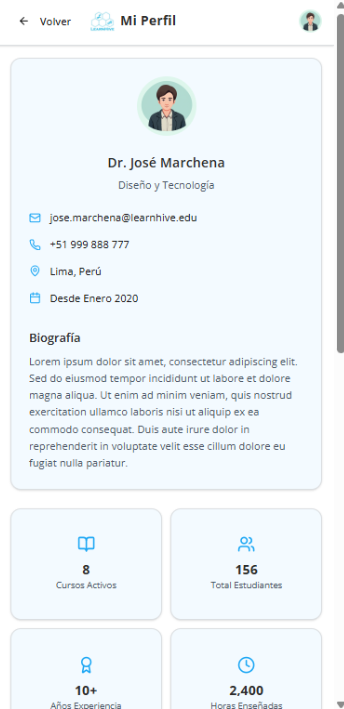 Volver
LEARNHIVE
Mi Perfil
Dr. José Marchena
Diseño y Tecnología
jose.marchena@learnhive.edu
+51 999 888 777
Lima, Perú
Desde Enero 2020
Biografía
Lorem ipsum dolor sit amet, consectetur adipiscing elit.
Sed do eiusmod tempor incididunt ut labore et dolore
magna aliqua. Ut enim ad minim veniam, quis nostrud
exercitation ullamco laboris nisi ut aliquip ex ea
commodo consequat. Duis aute irure dolor in
reprehenderit in voluptate velit esse cillum dolore eu
fugiat nulla pariatur.
8
Cursos Activos
156
Total Estudiantes
10+
Años Experiencia
2,400
Horas Enseñadas